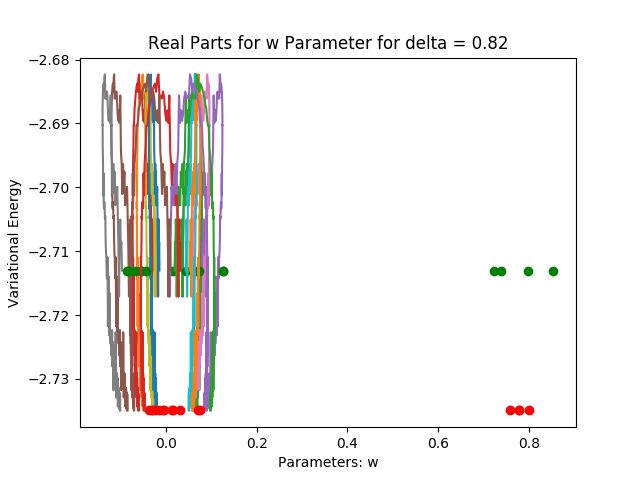 Real Parts for w Parameter for delta = 0.82
−2.68
−2.69
−2.70
−2.71
−2.72
−2.73
Variational Energy
0.0 0.2 0.4 0.6 0.8
Parameters: w